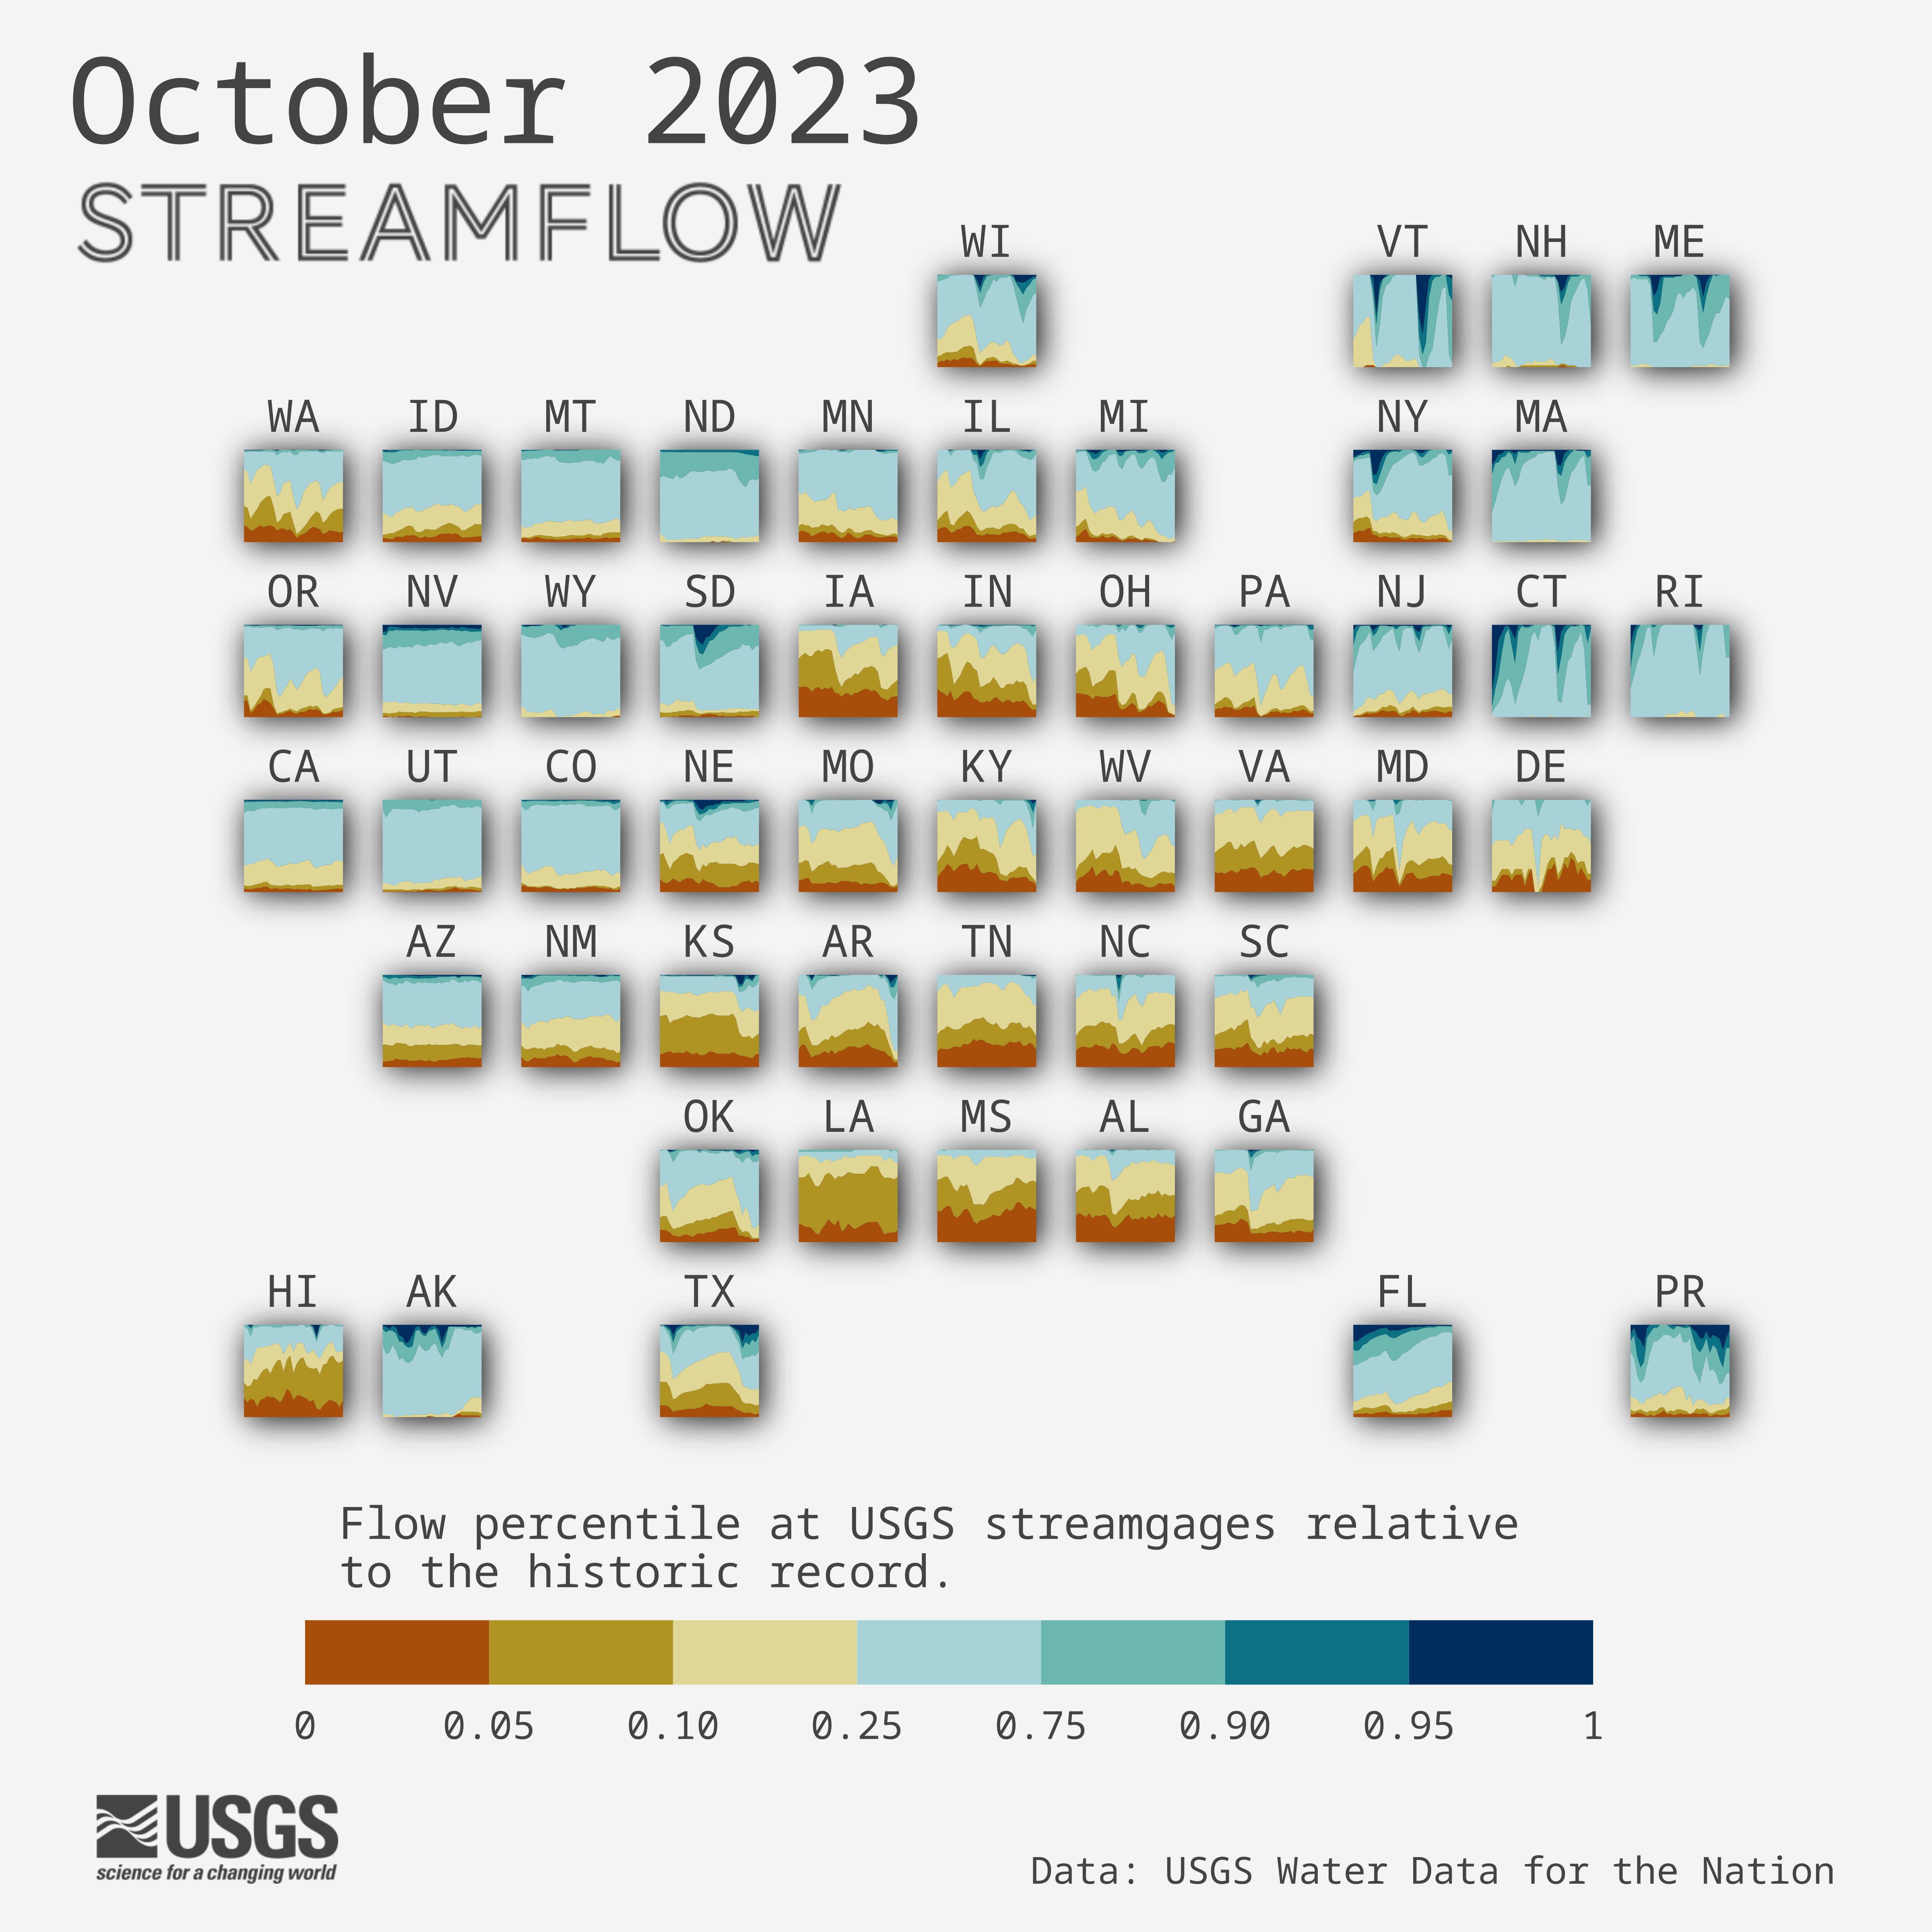 October 2023
STREAMFLOW
WI VT NH ME
WA ID MT ND MN IL MI NY MA
OR NV WY SD IA IN OH PA NJ CT RI
CA UT CO NE MO KY WV VA MD DE
AZ NM KS AR TN NC SC
OK LA MS AL GA
HI AK TX FL PR
Flow percentile at USGS streamgages relative
to the historic record.
0 0.05 0.10 0.25 0.75 0.90 0.95 1
USGS
science for a changing world
Data: USGS Water Data for the Nation